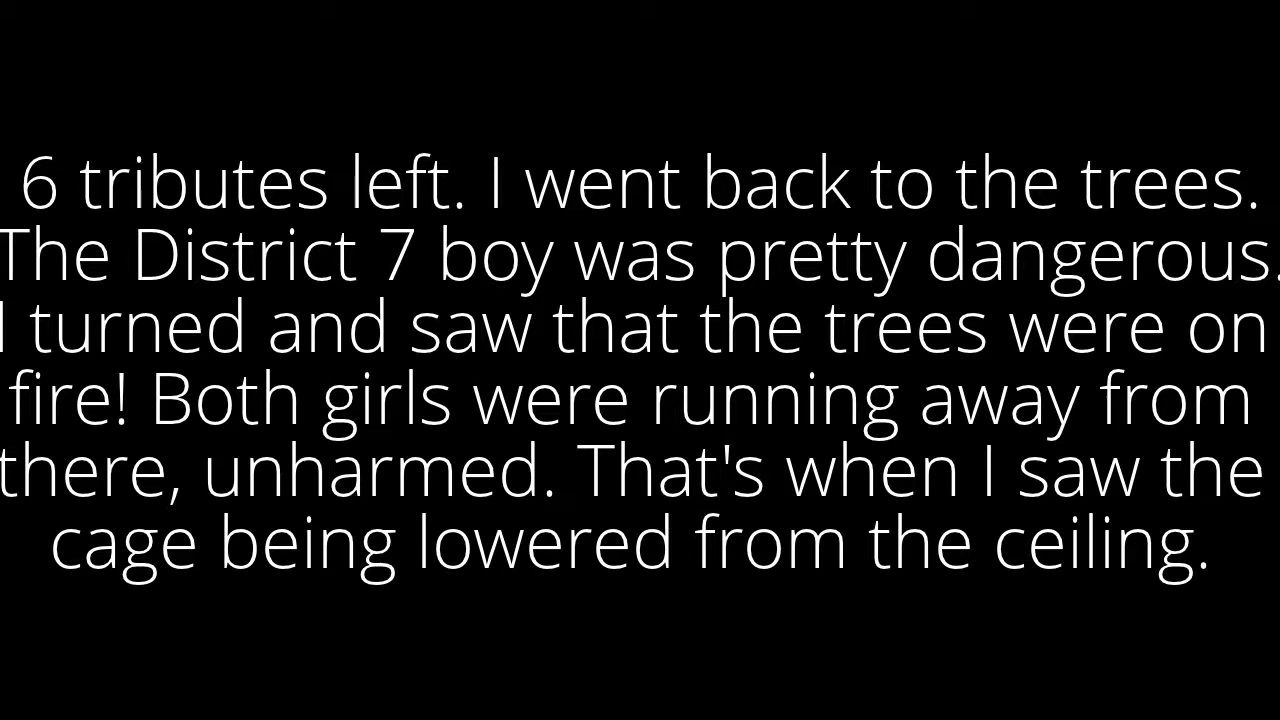 6 tributes left. I went back to the trees.
The District 7 boy was pretty dangerous.
I turned and saw that the trees were on
fire! Both girls were running away from
there, unharmed. That's when I saw the
cage being lowered from the ceiling.